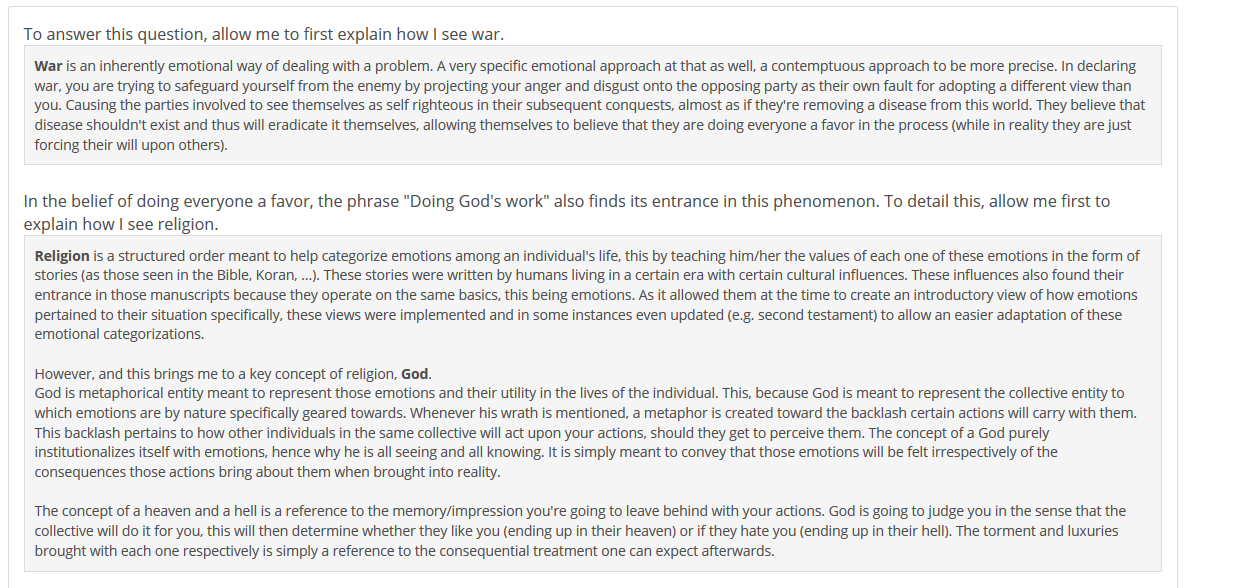 To answer this question, allow me to first explain how I see war.
War is an inherently emotional way of dealing with a problem. A very specific emotional approach at that as well, a contemptuous approach to be more precise. In declaring
war, you are trying to safeguard yourself from the enemy by projecting your anger and disgust onto the opposing party as their own fault for adopting a different view than
you. Causing the parties involved to see themselves as self righteous in their subsequent conquests, almost as if they're removing a disease from this world. They believe that
disease shouldn't exist and thus will eradicate it themselves, allowing themselves to believe that they are doing everyone a favor in the process (while in reality they are just
forcing their will upon others).
In the belief of doing everyone a favor, the phrase "Doing God's work" also finds its entrance in this phenomenon. To detail this, allow me first to
explain how I see religion.
Religion is a structured order meant to help categorize emotions among an individual's life, this by teaching him/her the values of each one of these emotions in the form of
stories (as those seen in the Bible, Koran, ...). These stories were written by humans living in a certain era with certain cultural influences. These influences also found their
entrance in those manuscripts because they operate on the same basics, this being emotions. As it allowed them at the time to create an introductory view of how emotions
pertained to their situation specifically, these views were implemented and in some instances even updated (e.g. second testament) to allow an easier adaptation of these
emotional categorizations.
However, and this brings me to a key concept of religion, God.
God is metaphorical entity meant to represent those emotions and their utility in the lives of the individual. This, because God is meant to represent the collective entity to
which emotions are by nature specifically geared towards. Whenever his wrath is mentioned, a metaphor is created toward the backlash certain actions will carry with them.
This backlash pertains to how other individuals in the same collective will act upon your actions, should they get to perceive them. The concept of a God purely
institutionalizes itself with emotions, hence why he is all seeing and all knowing. It is simply meant to convey that those emotions will be felt irrespectively of the
consequences those actions bring about them when brought into reality.
The concept of a heaven and a hell is a reference to the memory/impression you're going to leave behind with your actions. God is going to judge you in the sense that the
collective will do it for you, this will then determine whether they like you (ending up in their heaven) or if they hate you (ending up in their hell). The torment and luxuries
brought with each one respectively is simply a reference to the consequential treatment one can expect afterwards.